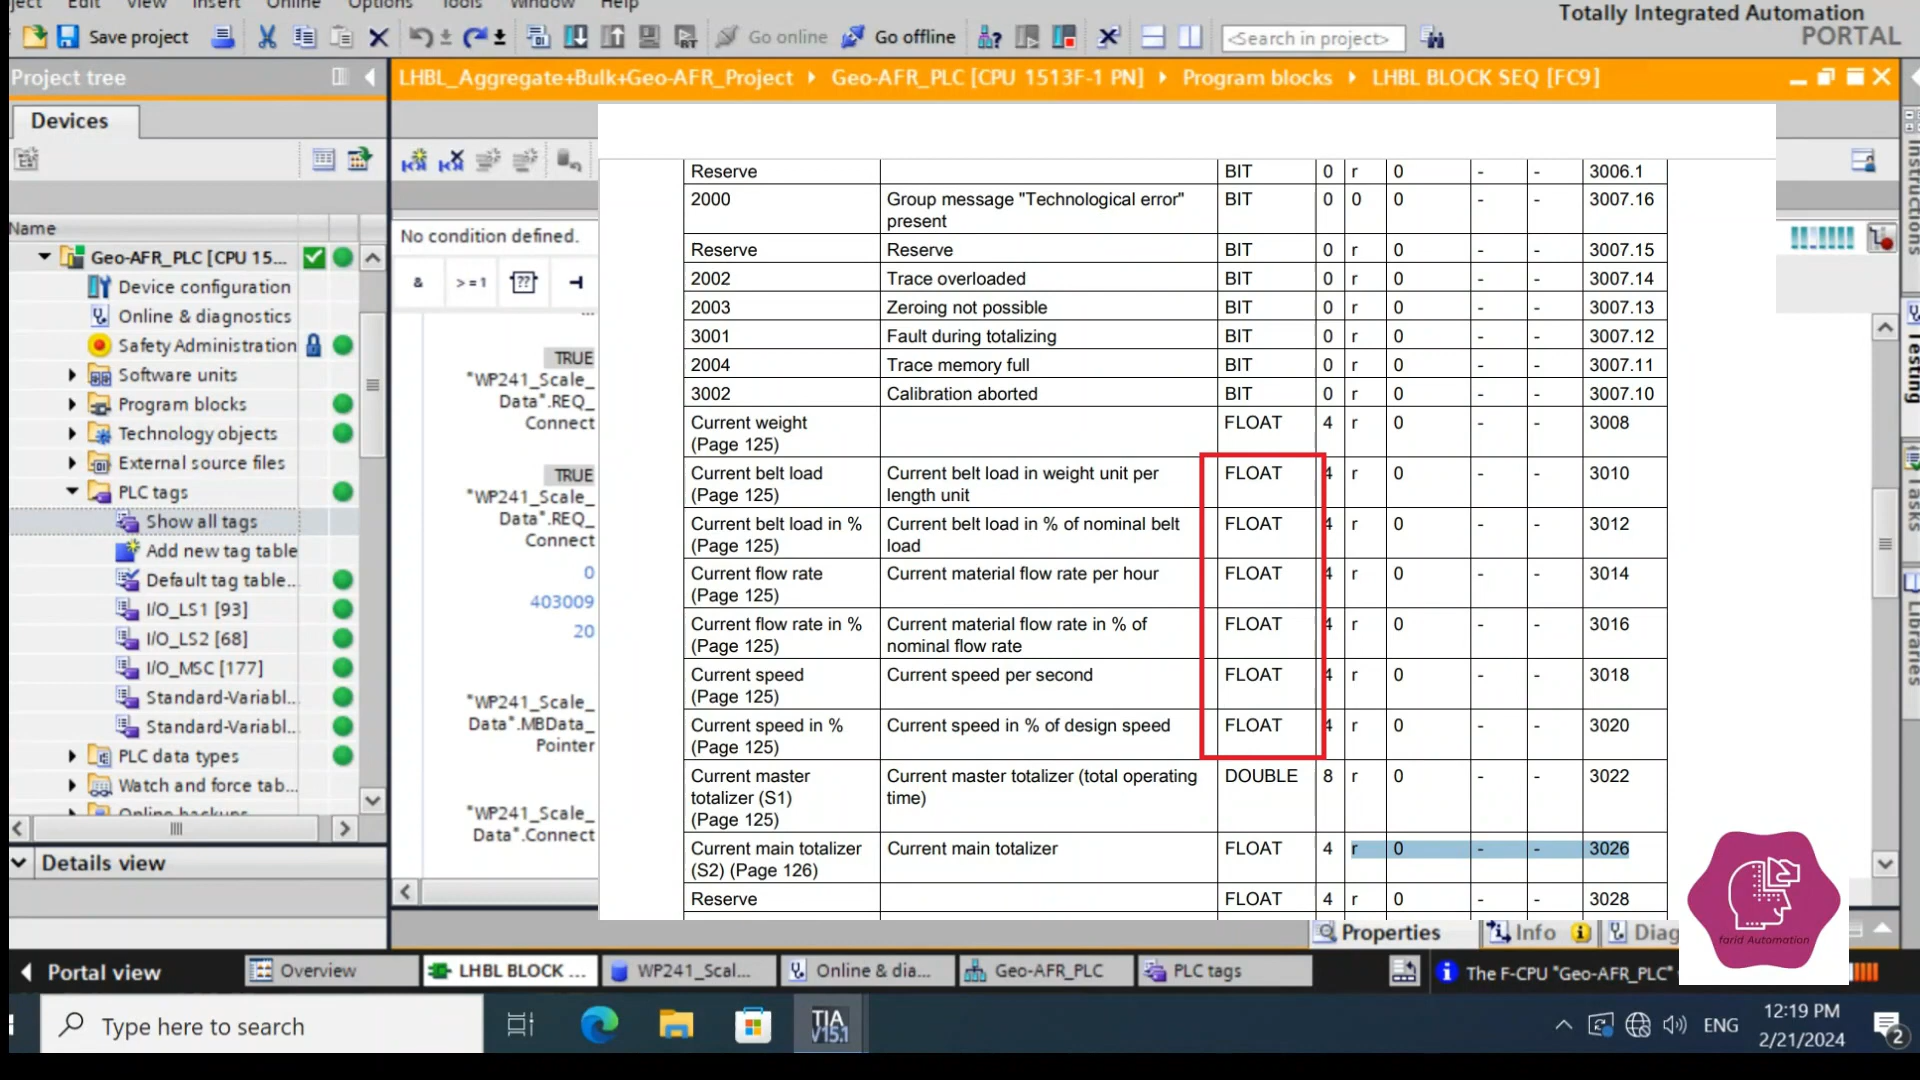 ject Edit View Insert Online Options Tools Window Help
Totally Integrated Automation
PORTAL
Save project
Go online
Go offline
<Search in project>
Project tree
LHBL_Aggregate+Bulk+Geo-AFR_Project
Geo-AFR_PLC [CPU 1513F-1 PN]
Program blocks
LHBL BLOCK SEQ [FC9]
Devices
Name
Geo-AFR_PLC [CPU 15...
Device configuration
Online & diagnostics
Safety Administration
Software units
Program blocks
Technology objects
External source files
PLC tags
Show all tags
Add new tag table
Default tag table...
I/O_LS1 [93]
I/O_LS2 [68]
I/O_MSC [177]
Standard-Variabl...
Standard-Variabl...
PLC data types
Watch and force tab...
Online backups
Details view
No condition defined.
& >=1 ??
...
TRUE
"WP241_Scale_
Data".REQ_
Connect
TRUE
"WP241_Scale_
Data".REQ_
Connect
0
403009
20
"WP241_Scale_
Data".MBData_
Pointer
"WP241_Scale_
Data".Connect
Reserve BIT 0 r 0 - - 3006.1
2000 Group message "Technological error" BIT 0 0 0 - - 3007.16
present
Reserve Reserve BIT 0 r 0 - - 3007.15
2002 Trace overloaded BIT 0 r 0 - - 3007.14
2003 Zeroing not possible BIT 0 r 0 - - 3007.13
3001 Fault during totalizing BIT 0 r 0 - - 3007.12
2004 Trace memory full BIT 0 r 0 - - 3007.11
3002 Calibration aborted BIT 0 r 0 - - 3007.10
Current weight FLOAT 4 r 0 - - 3008
(Page 125)
Current belt load Current belt load in weight unit per FLOAT 4 r 0 - - 3010
(Page 125) length unit
Current belt load in % Current belt load in % of nominal belt FLOAT 4 r 0 - - 3012
(Page 125) load
Current flow rate Current material flow rate per hour FLOAT 4 r 0 - - 3014
(Page 125)
Current flow rate in % Current material flow rate in % of FLOAT 4 r 0 - - 3016
(Page 125) nominal flow rate
Current speed Current speed per second FLOAT 4 r 0 - - 3018
(Page 125)
Current speed in % Current speed in % of design speed FLOAT 4 r 0 - - 3020
(Page 125)
Current master Current master totalizer (total operating DOUBLE 8 r 0 - - 3022
totalizer (S1) time)
(Page 125)
Current main totalizer Current main totalizer FLOAT 4 r 0 - - 3026
(S2) (Page 126)
Reserve FLOAT 4 r 0 - - 3028
Instructions
Testing
Tasks
Libraries
farid Automation
Properties Info Diag
Portal view
Overview
LHBL BLOCK ...
WP241_Scal...
Online & dia...
Geo-AFR_PLC
PLC tags
The F-CPU "Geo-AFR_PLC"
Type here to search
TIA
V15.1
ENG
12:19 PM
2/21/2024
2